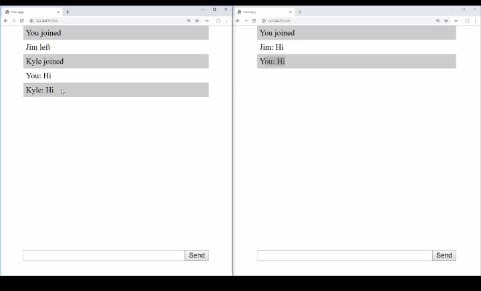 You joined
Jim left
Kyle joined
You: Hi
Kyle: Hi
Send
You joined
Jim: Hi
You: Hi
Send